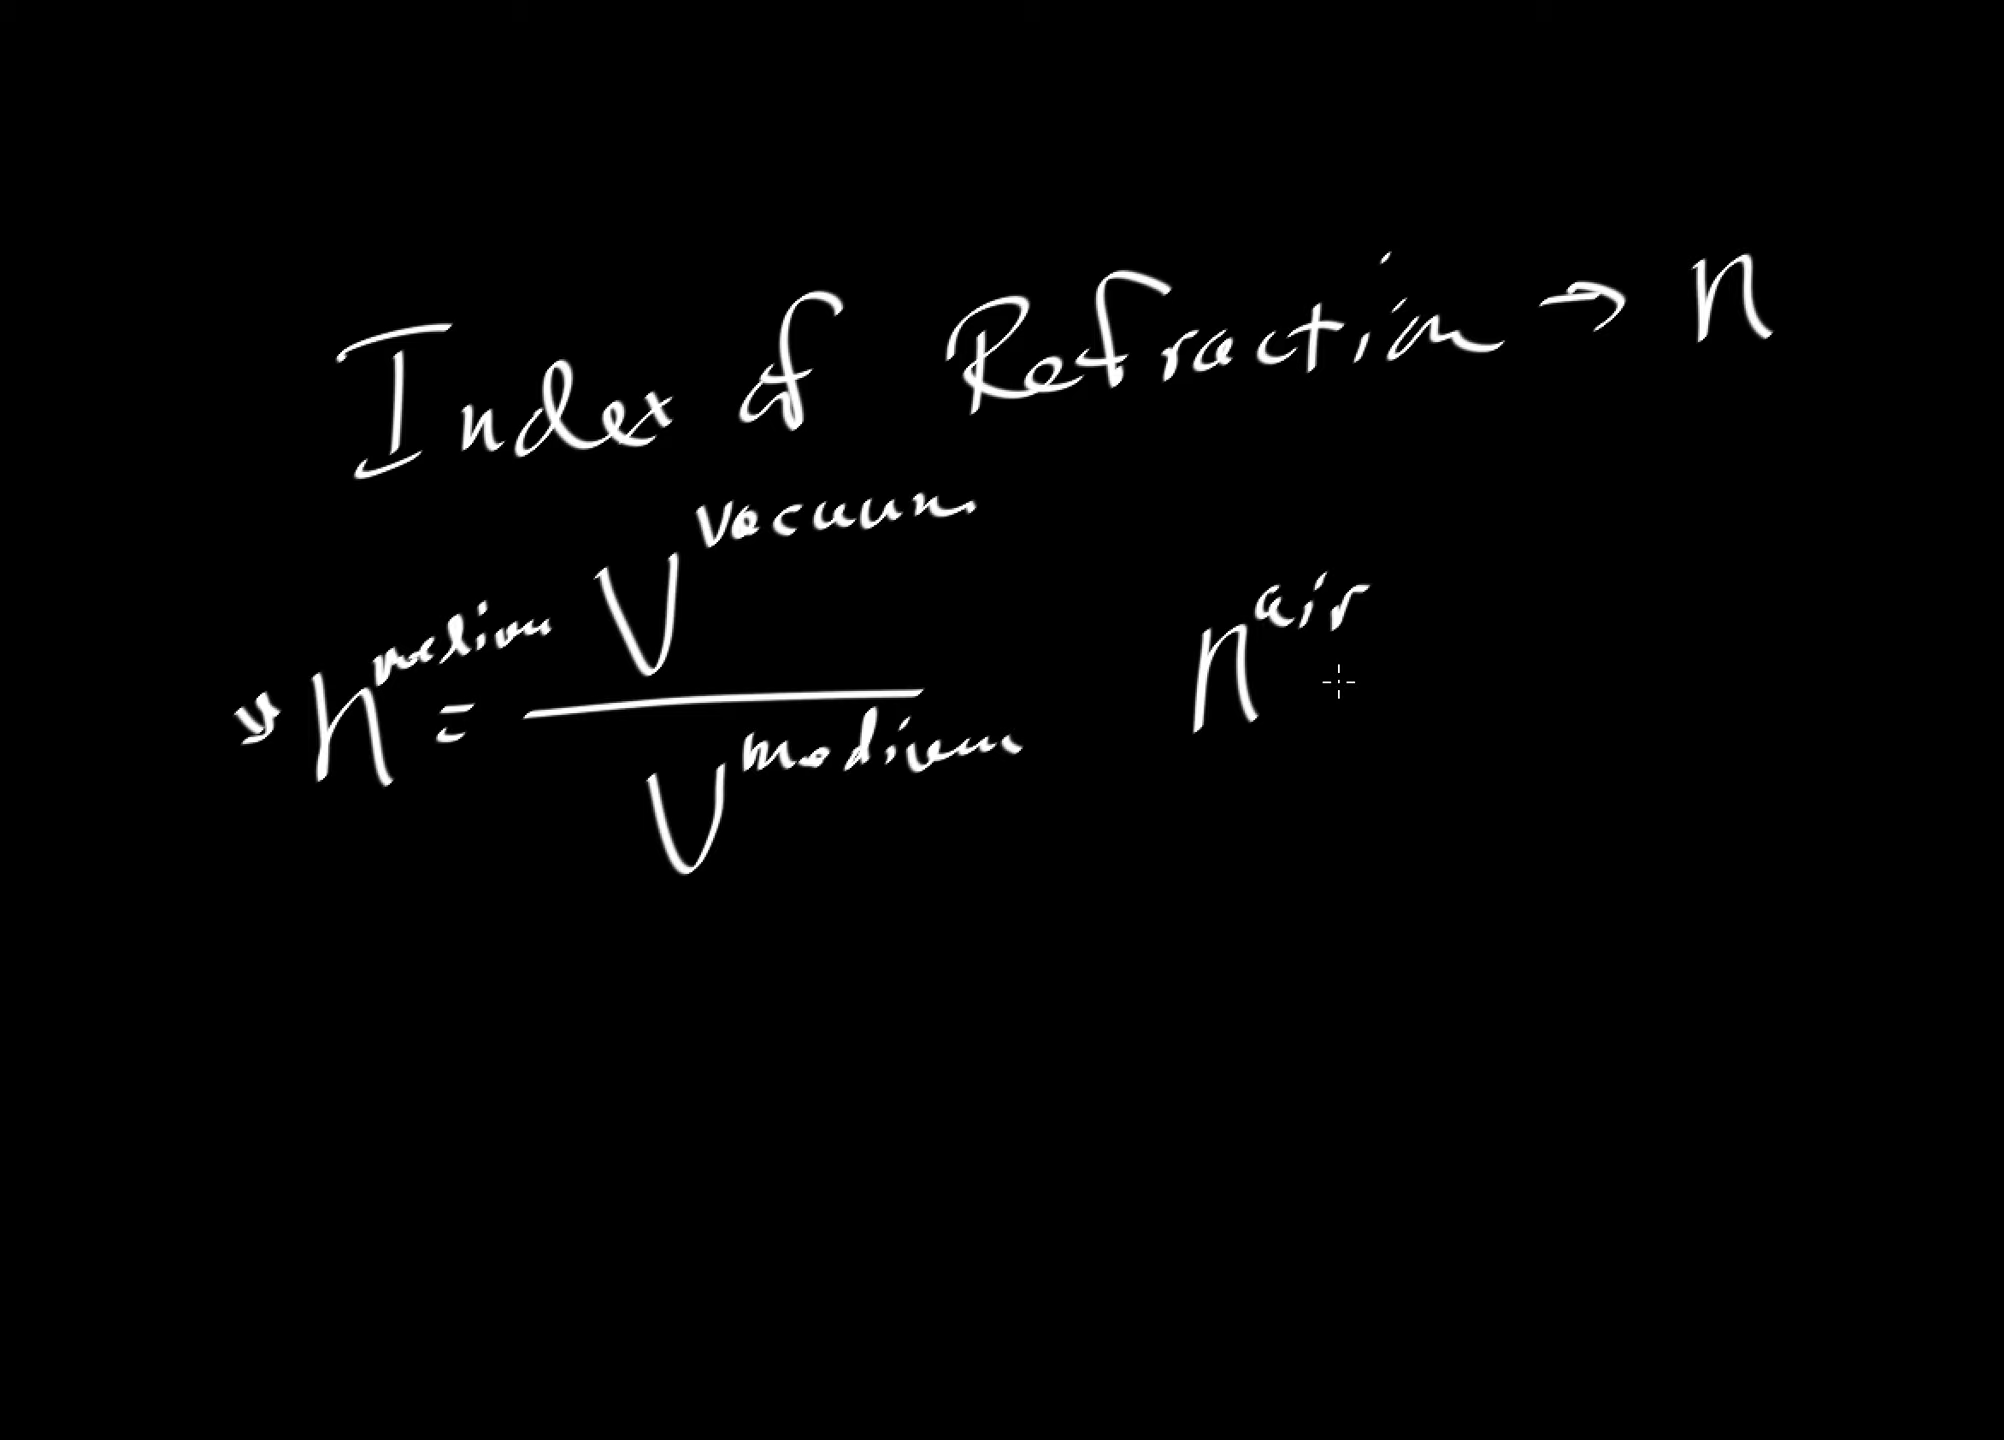 Index of Refraction → n
n^medium = V^vacuum / V^medium
n^air